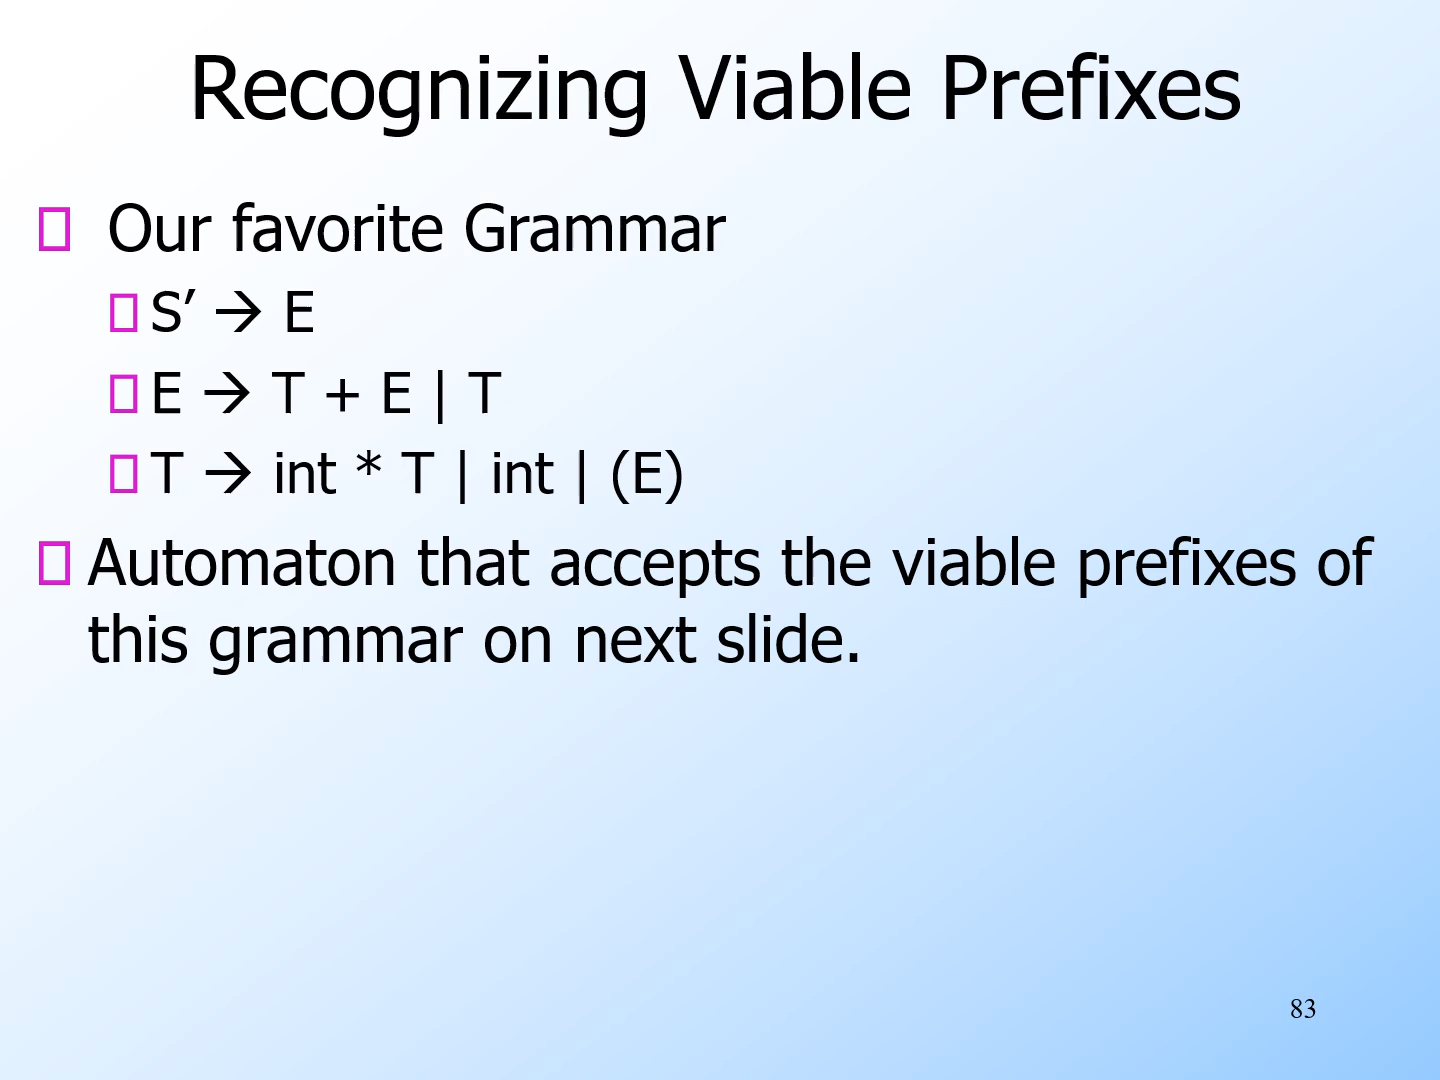 Recognizing Viable Prefixes
Our favorite Grammar
S’ → E
E → T + E | T
T → int * T | int | (E)
Automaton that accepts the viable prefixes of
this grammar on next slide.
83